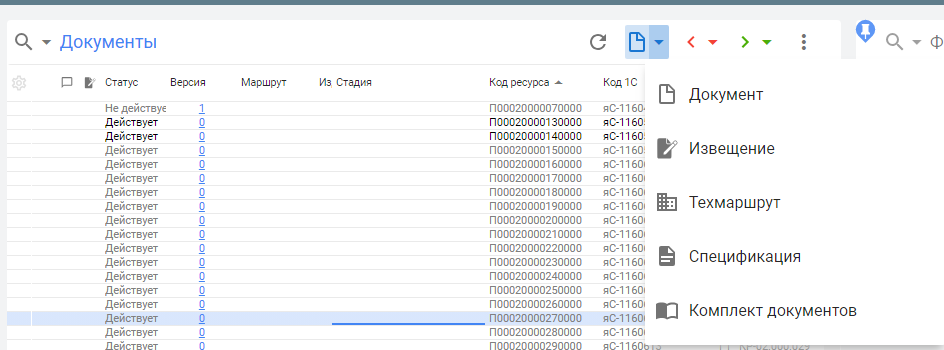 Документы
Статус Версия Маршрут Из Стадия Код ресурса Код 1С
Не действуе 1 П00020000070000 яС-1160
Действует 0 П00020000130000 яС-1160
Действует 0 П00020000140000 яС-1160
Действует 0 П00020000150000 яС-1160
Действует 0 П00020000160000 яС-1160
Действует 0 П00020000170000 яС-1160
Действует 0 П00020000180000 яС-1160
Действует 0 П00020000190000 яС-1160
Действует 0 П00020000200000 яС-1160
Действует 0 П00020000210000 яС-1160
Действует 0 П00020000220000 яС-1160
Действует 0 П00020000230000 яС-1160
Действует 0 П00020000240000 яС-1160
Действует 0 П00020000250000 яС-1160
Действует 0 П00020000260000 яС-1160
Действует 0 П00020000270000 яС-1160
Действует 0 П00020000280000 яС-1160
Действует 0 П00020000290000
Документ
Извещение
Техмаршрут
Спецификация
Комплект документов
Ф